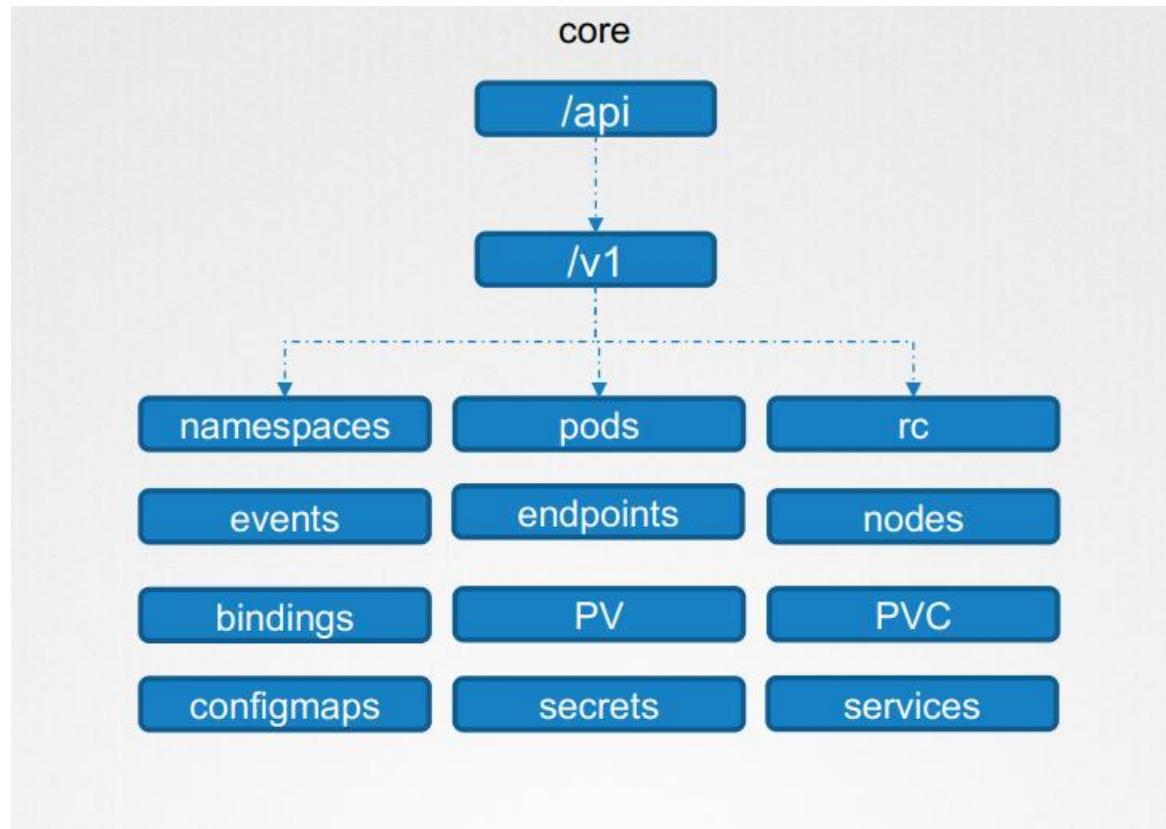 core
/api
/v1
namespaces
pods
rc
events
endpoints
nodes
bindings
PV
PVC
configmaps
secrets
services